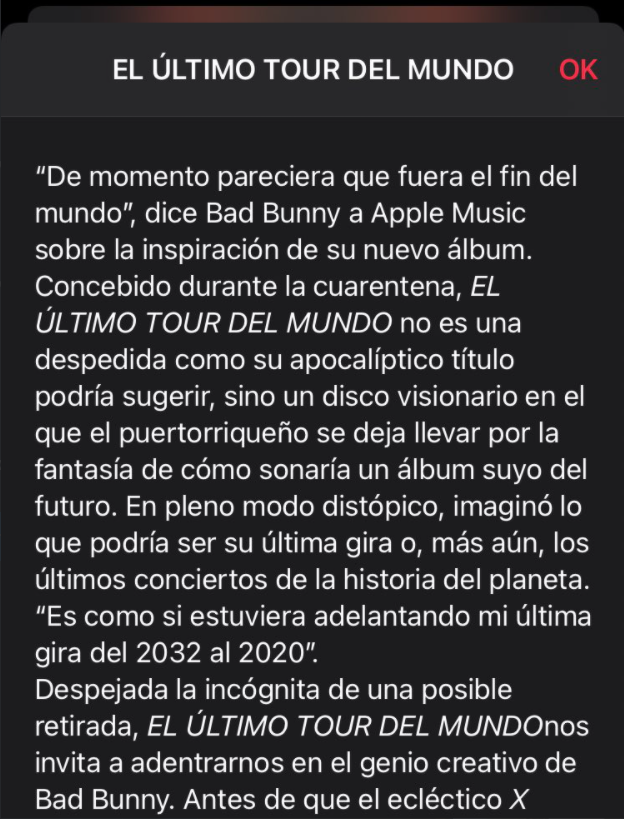 EL ÚLTIMO TOUR DEL MUNDO
OK
“De momento pareciera que fuera el fin del
mundo”, dice Bad Bunny a Apple Music
sobre la inspiración de su nuevo álbum.
Concebido durante la cuarentena, EL
ÚLTIMO TOUR DEL MUNDO no es una
despedida como su apocalíptico título
podría sugerir, sino un disco visionario en el
que el puertorriqueño se deja llevar por la
fantasía de cómo sonaría un álbum suyo del
futuro. En pleno modo distópico, imaginó lo
que podría ser su última gira o, más aún, los
últimos conciertos de la historia del planeta.
“Es como si estuviera adelantando mi última
gira del 2032 al 2020”.
Despejada la incógnita de una posible
retirada, EL ÚLTIMO TOUR DEL MUNDOnos
invita a adentrarnos en el genio creativo de
Bad Bunny. Antes de que el ecléctico X